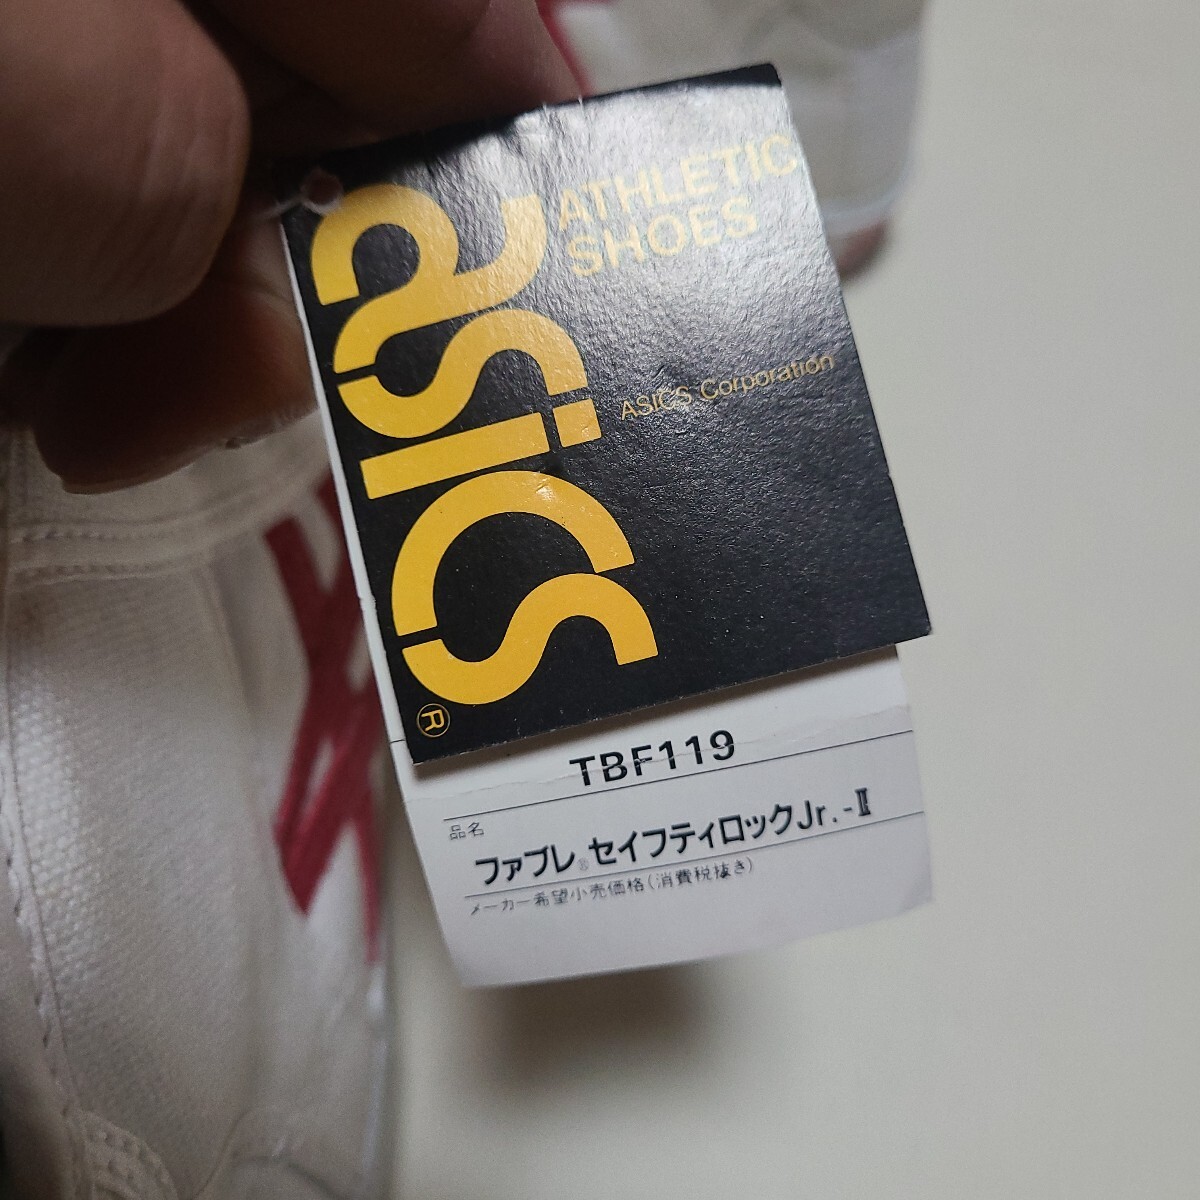 asics®
ATHLETIC
SHOES
ASICS Corporation
TBF119
品名
ファブレ®セイフティロックJr.-Ⅱ
メーカー希望小売価格(消費税抜き)